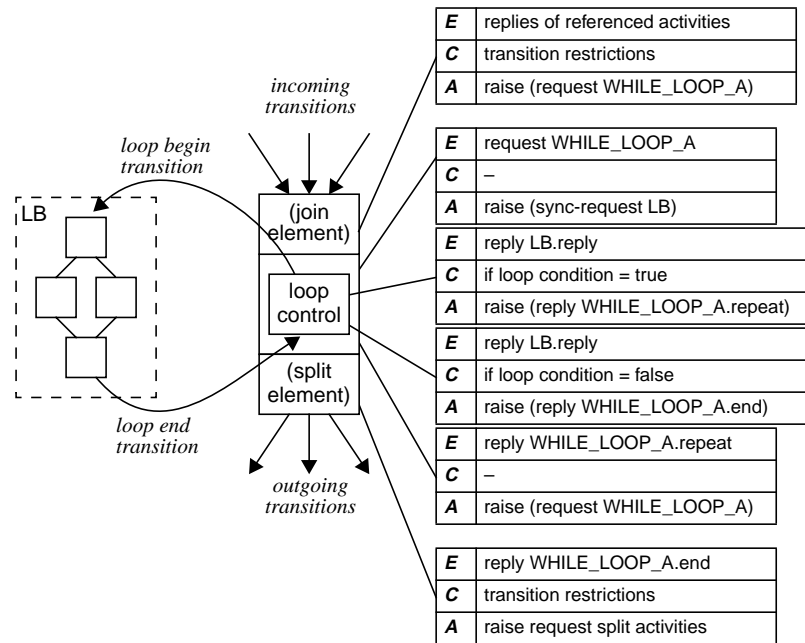 incoming
transitions
loop begin
transition
LB
(join
element)
loop
control
(split
element)
loop end
transition
outgoing
transitions
E replies of referenced activities
C transition restrictions
A raise (request WHILE_LOOP_A)
E request WHILE_LOOP_A
C –
A raise (sync-request LB)
E reply LB.reply
C if loop condition = true
A raise (reply WHILE_LOOP_A.repeat)
E reply LB.reply
C if loop condition = false
A raise (reply WHILE_LOOP_A.end)
E reply WHILE_LOOP_A.repeat
C –
A raise (request WHILE_LOOP_A)
E reply WHILE_LOOP_A.end
C transition restrictions
A raise request split activities